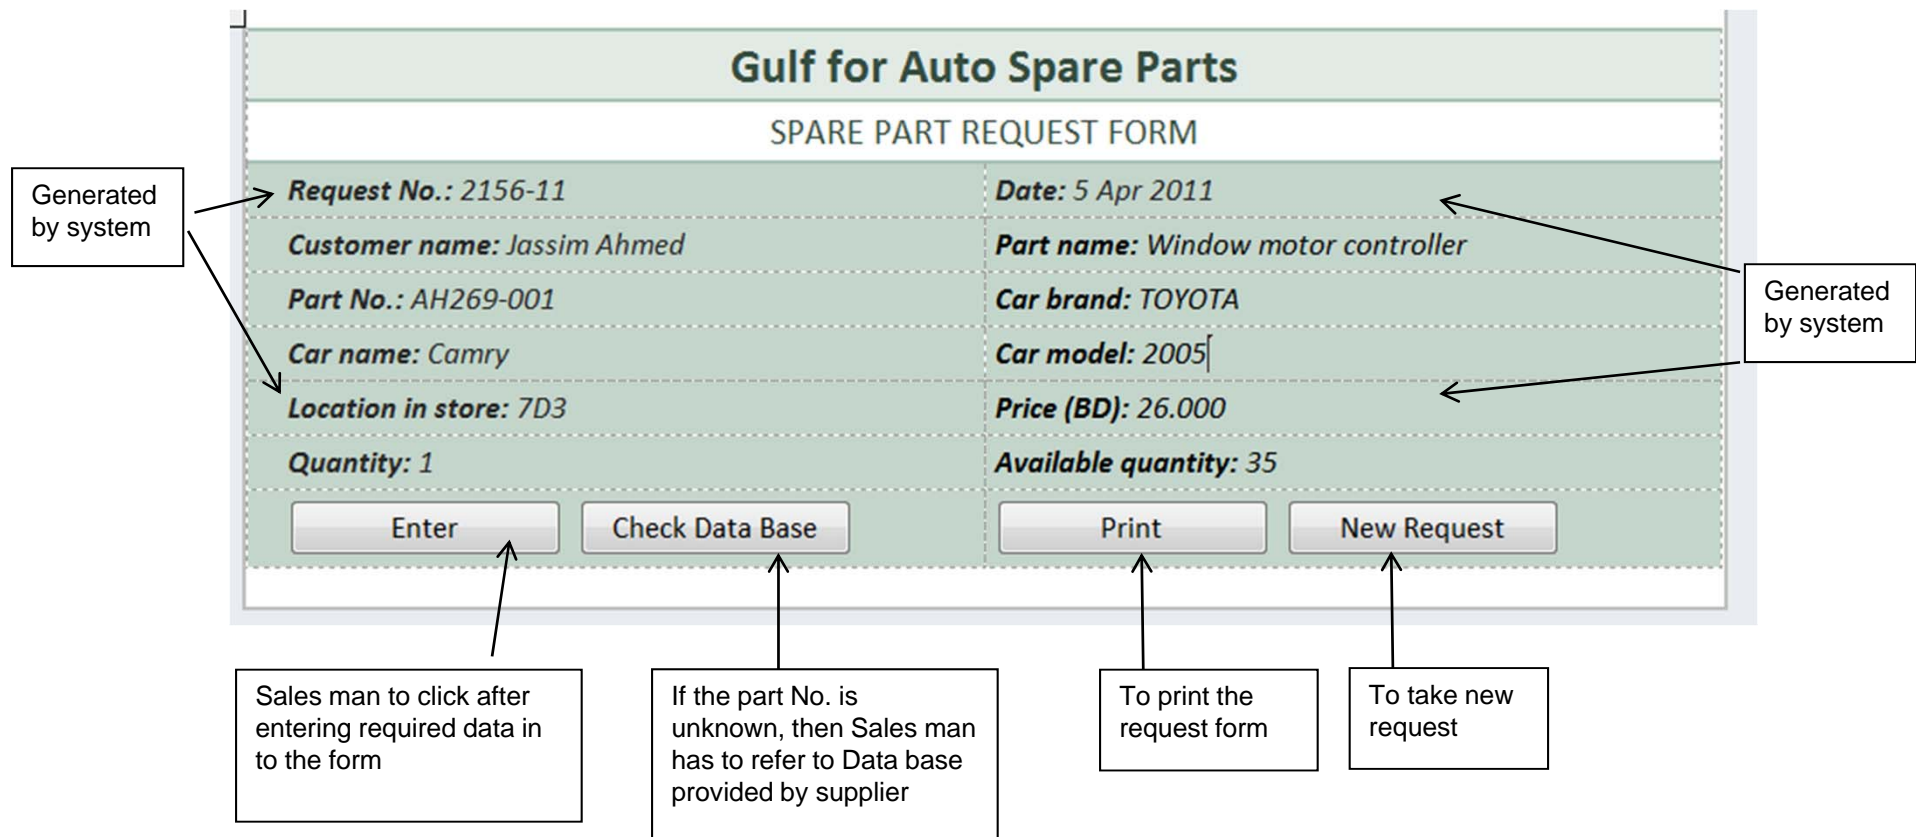 Gulf for Auto Spare Parts
SPARE PART REQUEST FORM
Generated
by system
Request No.: 2156-11
Date: 5 Apr 2011
Customer name: Jassim Ahmed
Part name: Window motor controller
Part No.: AH269-001
Car brand: TOYOTA
Generated
by system
Car name: Camry
Car model: 2005
Location in store: 7D3
Price (BD): 26.000
Quantity: 1
Available quantity: 35
Enter
Check Data Base
Print
New Request
Sales man to click after
entering required data in
to the form
If the part No. is
unknown, then Sales man
has to refer to Data base
provided by supplier
To print the
request form
To take new
request